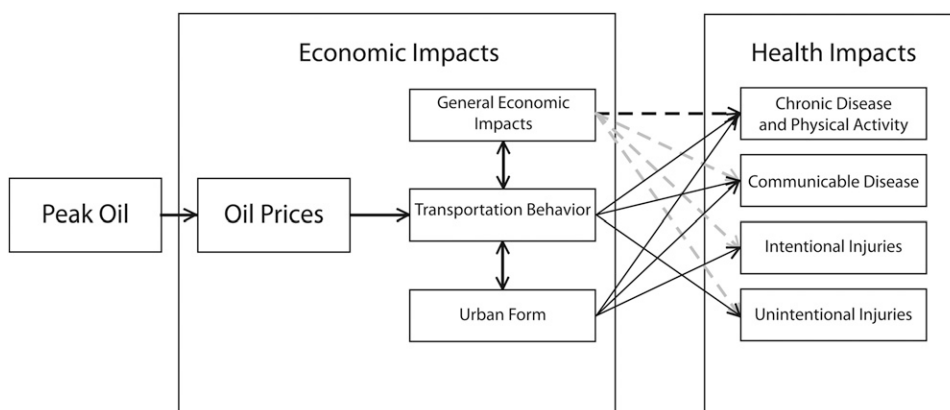 Economic Impacts
Health Impacts
General Economic
Impacts
Chronic Disease
and Physical Activity
Communicable Disease
Peak Oil
Oil Prices
Transportation Behavior
Intentional Injuries
Urban Form
Unintentional Injuries